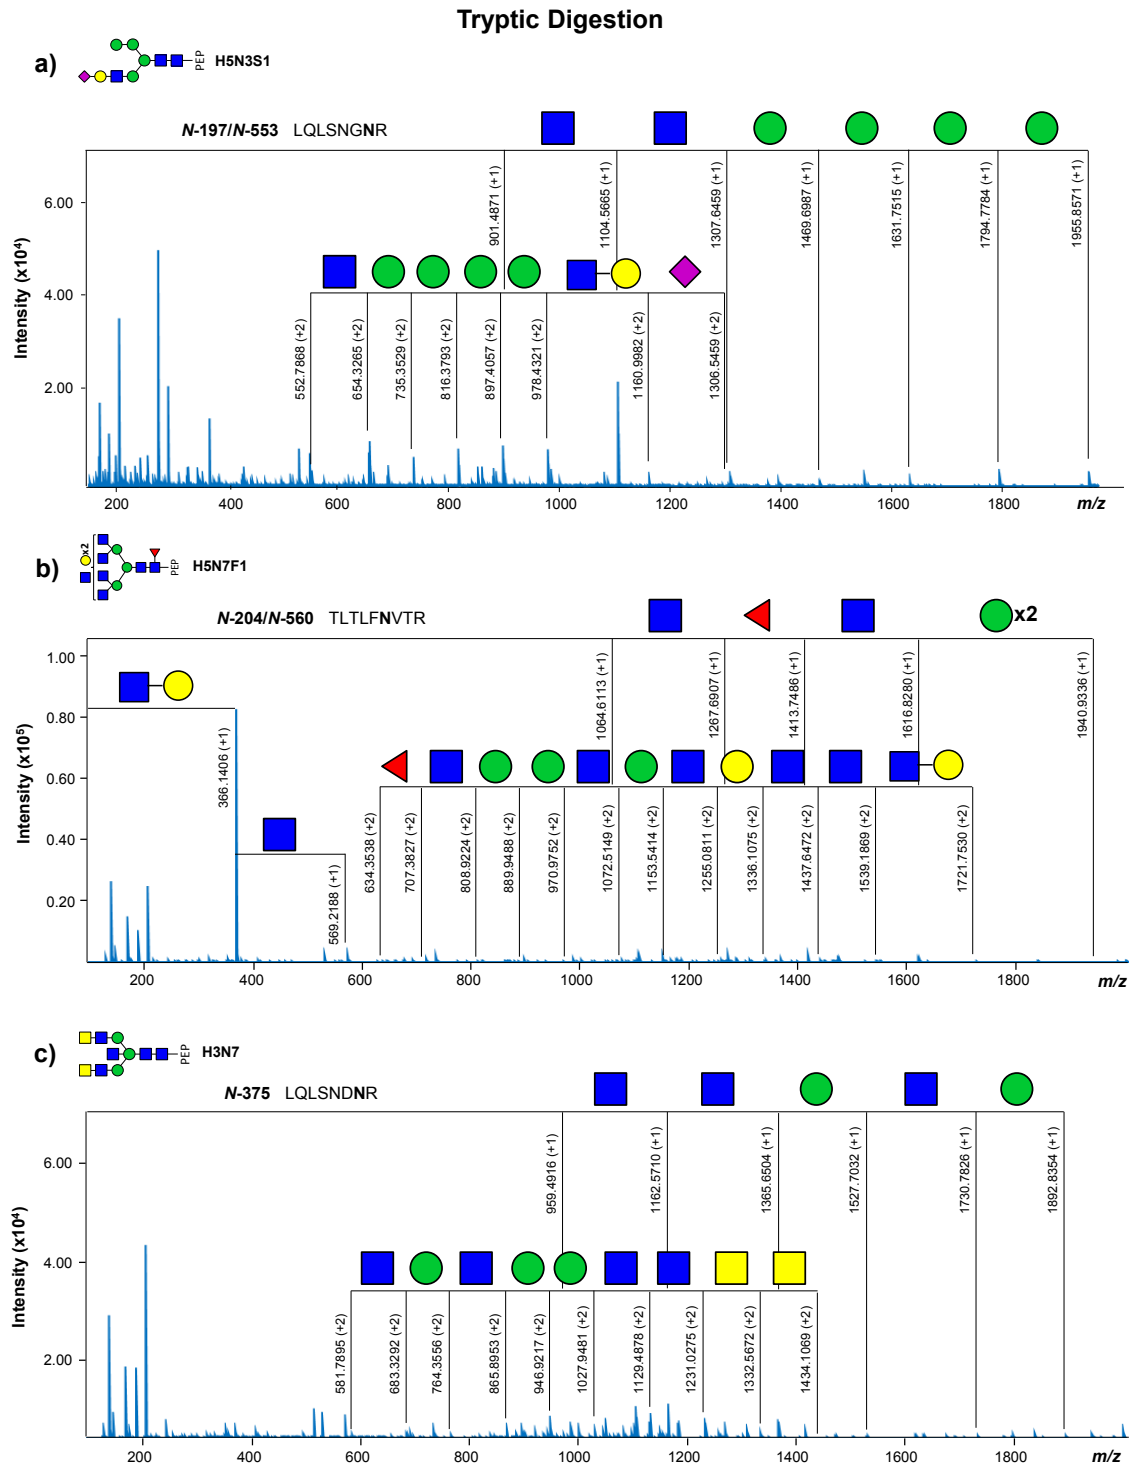 Tryptic Digestion
a)
PEP
H5N3S1
N-197/N-553 LQLSNGNR
901.4871 (+1)
1104.5665 (+1)
1307.6459 (+1)
1469.6987 (+1)
1631.7515 (+1)
1794.7784 (+1)
1955.8571 (+1)
552.7868 (+2)
654.3265 (+2)
735.3529 (+2)
816.3793 (+2)
897.4057 (+2)
978.4321 (+2)
1160.9982 (+2)
1306.5459 (+2)
Intensity (x10⁴)
6.00
4.00
2.00
200 400 600 800 1000 1200 1400 1600 1800
m/z
b)
x2
PEP
H5N7F1
N-204/N-560 TLTLFNVTR
x2
1064.6113 (+1)
1267.6907 (+1)
1413.7486 (+1)
1616.8280 (+1)
1940.9336 (+1)
366.1406 (+1)
569.2188 (+1)
634.3538 (+2)
707.3827 (+2)
808.9224 (+2)
889.9488 (+2)
970.9752 (+2)
1072.5149 (+2)
1153.5414 (+2)
1255.0811 (+2)
1336.1075 (+2)
1437.6472 (+2)
1539.1869 (+2)
1721.7530 (+2)
Intensity (x10⁵)
1.00
0.80
0.60
0.40
0.20
200 400 600 800 1000 1200 1400 1600 1800
m/z
c)
PEP
H3N7
N-375 LQLSNDNR
959.4916 (+1)
1162.5710 (+1)
1365.6504 (+1)
1527.7032 (+1)
1730.7826 (+1)
1892.8354 (+1)
581.7895 (+2)
683.3292 (+2)
764.3556 (+2)
865.8953 (+2)
946.9217 (+2)
1027.9481 (+2)
1129.4878 (+2)
1231.0275 (+2)
1332.5672 (+2)
1434.1069 (+2)
Intensity (x10⁴)
6.00
4.00
2.00
200 400 600 800 1000 1200 1400 1600 1800
m/z